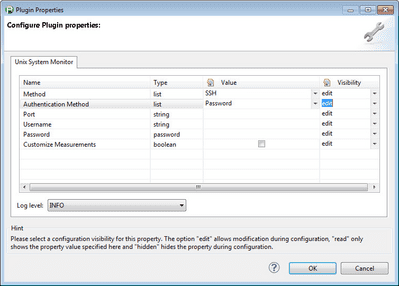 Plugin Properties
Configure Plugin properties:
Unix System Monitor
Name Type Value Visibility
Method list SSH edit
Authentication Method list Password edit
Port string edit
Username string edit
Password password edit
Customize Measurements boolean edit
Log level: INFO
Hint
Please select a configuration visibility for this property. The option "edit" allows modification during configuration, "read" only
shows the property value specified here and "hidden" hides the property during configuration.
OK Cancel